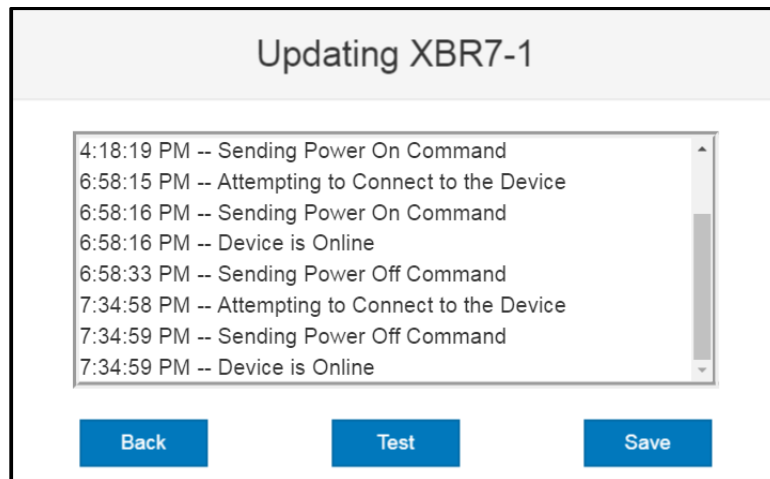 Updating XBR7-1
4:18:19 PM -- Sending Power On Command
6:58:15 PM -- Attempting to Connect to the Device
6:58:16 PM -- Sending Power On Command
6:58:16 PM -- Device is Online
6:58:33 PM -- Sending Power Off Command
7:34:58 PM -- Attempting to Connect to the Device
7:34:59 PM -- Sending Power Off Command
7:34:59 PM -- Device is Online
Back Test Save